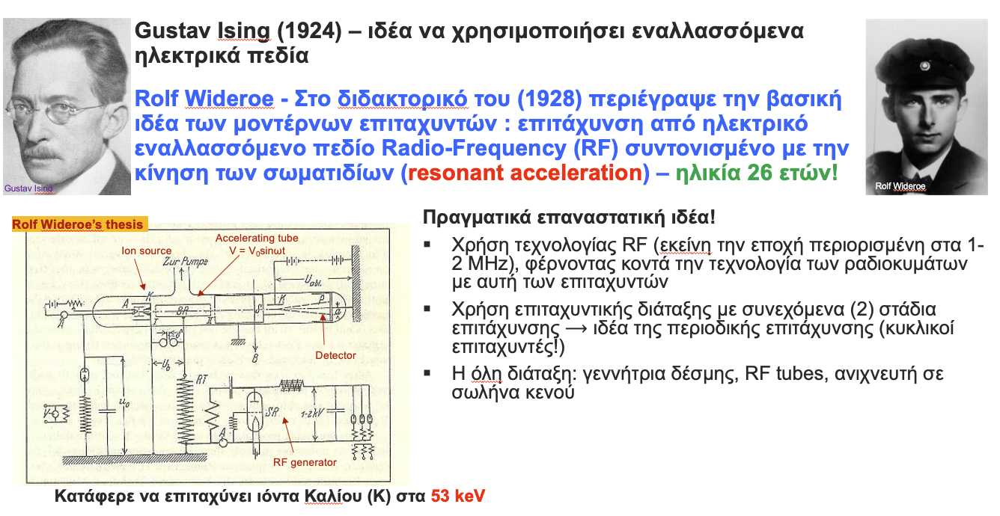 Gustav Ising (1924) – ιδέα να χρησιμοποιήσει εναλλασσόμενα
ηλεκτρικά πεδία
Rolf Wideroe - Στο διδακτορικό του (1928) περιέγραψε την βασική
ιδέα των μοντέρνων επιταχυντών : επιτάχυνση από ηλεκτρικό
εναλλασσόμενο πεδίο Radio-Frequency (RF) συντονισμένο με την
κίνηση των σωματιδίων (resonant acceleration) – ηλικία 26 ετών!
Gustav Ising
Rolf Wideroe
Rolf Wideroe's thesis
Accelerating tube
V = V₀sinωt
Ion source
Zur Pumpe
K
A
BR
I
II
S
K
P
a
Uabl.
A
Detector
B
Ub
RT
u₀
V
SR
1-2kV
A
RF generator
Πραγματικά επαναστατική ιδέα!
▪ Χρήση τεχνολογίας RF (εκείνη την εποχή περιορισμένη στα 1-
2 MHz), φέρνοντας κοντά την τεχνολογία των ραδιοκυμάτων
με αυτή των επιταχυντών
▪ Χρήση επιταχυντικής διάταξης με συνεχόμενα (2) στάδια
επιτάχυνσης → ιδέα της περιοδικής επιτάχυνσης (κυκλικοί
επιταχυντές!)
▪ Η όλη διάταξη: γεννήτρια δέσμης, RF tubes, ανιχνευτή σε
σωλήνα κενού
Κατάφερε να επιταχύνει ιόντα Καλίου (Κ) στα 53 keV